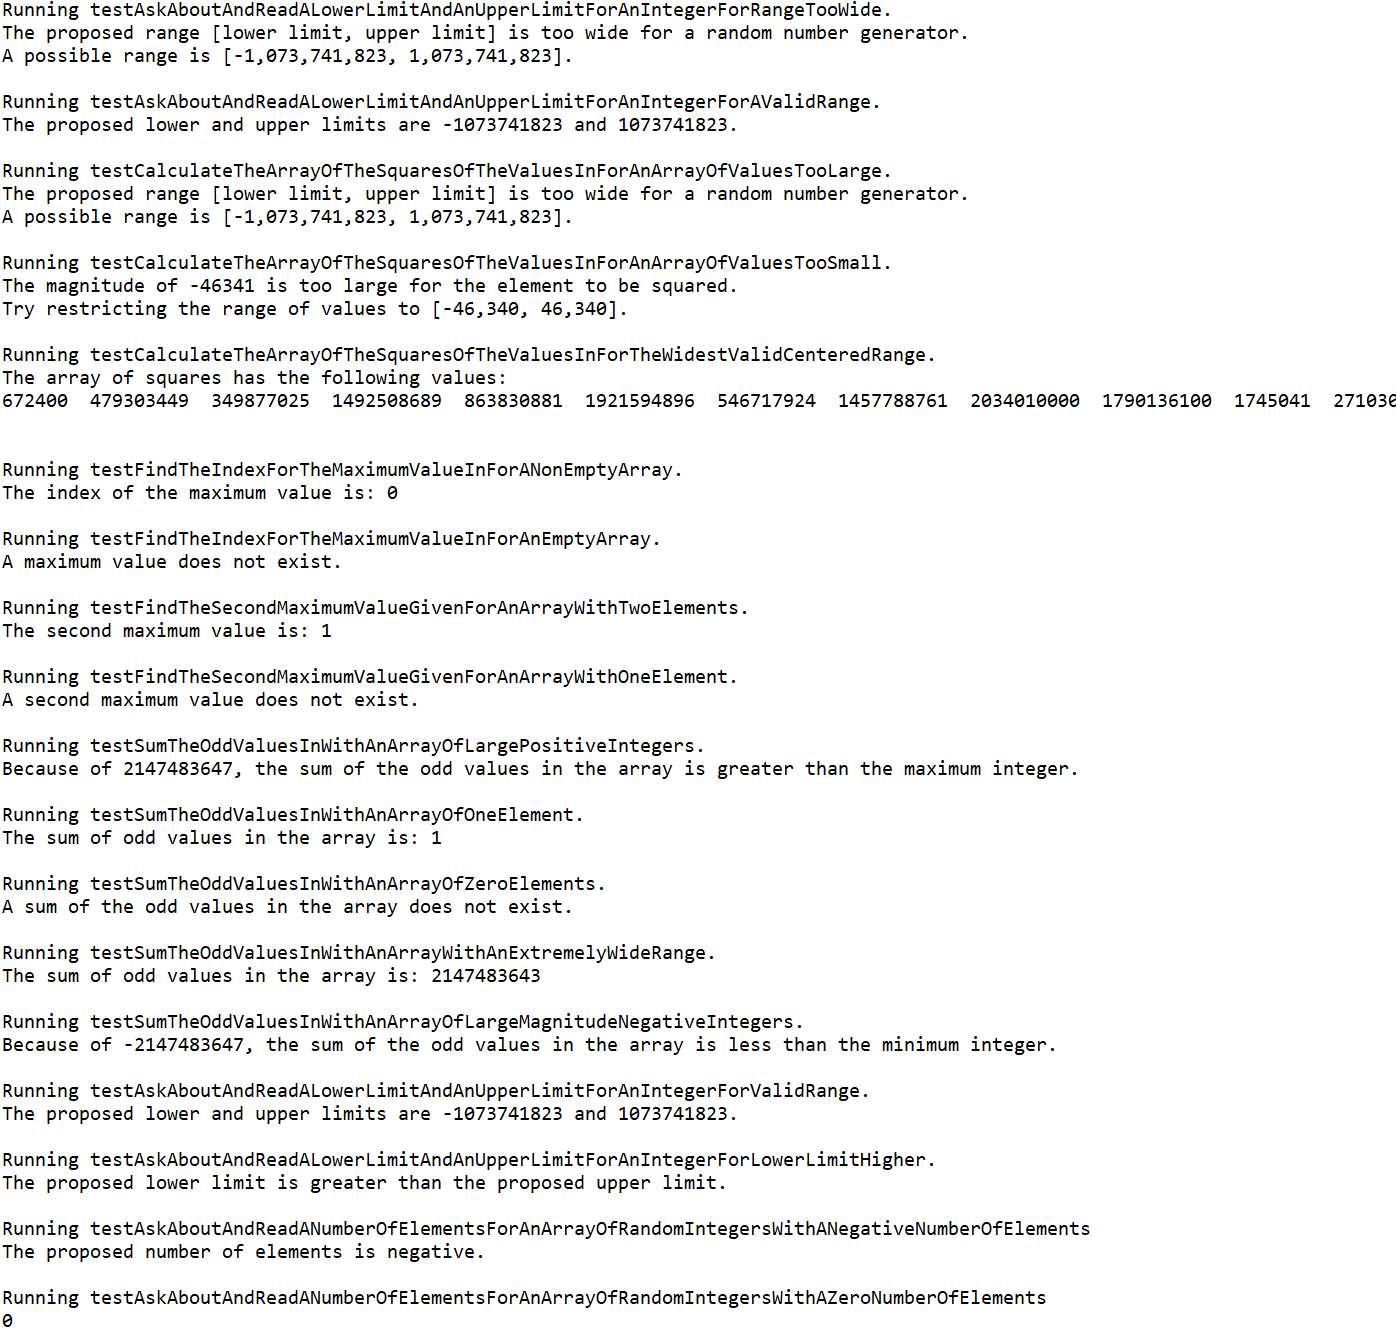 Running testAskAboutAndReadALowerLimitAndAnUpperLimitForAnIntegerForRangeTooWide.
The proposed range [lower limit, upper limit] is too wide for a random number generator.
A possible range is [-1,073,741,823, 1,073,741,823].
Running testAskAboutAndReadALowerLimitAndAnUpperLimitForAnIntegerForAValidRange.
The proposed lower and upper limits are -1073741823 and 1073741823.
Running testCalculateTheArrayOfTheSquaresOfTheValuesInForAnArrayOfValuesTooLarge.
The proposed range [lower limit, upper limit] is too wide for a random number generator.
A possible range is [-1,073,741,823, 1,073,741,823].
Running testCalculateTheArrayOfTheSquaresOfTheValuesInForAnArrayOfValuesTooSmall.
The magnitude of -46341 is too large for the element to be squared.
Try restricting the range of values to [-46,340, 46,340].
Running testCalculateTheArrayOfTheSquaresOfTheValuesInForTheWidestValidCenteredRange.
The array of squares has the following values:
672400  479303449  349877025  1492508689  863830881  1921594896  546717924  1457788761  2034010000  1790136100  1745041  271030
Running testFindTheIndexForTheMaximumValueInForANonEmptyArray.
The index of the maximum value is: 0
Running testFindTheIndexForTheMaximumValueInForAnEmptyArray.
A maximum value does not exist.
Running testFindTheSecondMaximumValueGivenForAnArrayWithTwoElements.
The second maximum value is: 1
Running testFindTheSecondMaximumValueGivenForAnArrayWithOneElement.
A second maximum value does not exist.
Running testSumTheOddValuesInWithAnArrayOfLargePositiveIntegers.
Because of 2147483647, the sum of the odd values in the array is greater than the maximum integer.
Running testSumTheOddValuesInWithAnArrayOfOneElement.
The sum of odd values in the array is: 1
Running testSumTheOddValuesInWithAnArrayOfZeroElements.
A sum of the odd values in the array does not exist.
Running testSumTheOddValuesInWithAnArrayWithAnExtremelyWideRange.
The sum of odd values in the array is: 2147483643
Running testSumTheOddValuesInWithAnArrayOfLargeMagnitudeNegativeIntegers.
Because of -2147483647, the sum of the odd values in the array is less than the minimum integer.
Running testAskAboutAndReadALowerLimitAndAnUpperLimitForAnIntegerForValidRange.
The proposed lower and upper limits are -1073741823 and 1073741823.
Running testAskAboutAndReadALowerLimitAndAnUpperLimitForAnIntegerForLowerLimitHigher.
The proposed lower limit is greater than the proposed upper limit.
Running testAskAboutAndReadANumberOfElementsForAnArrayOfRandomIntegersWithANegativeNumberOfElements
The proposed number of elements is negative.
Running testAskAboutAndReadANumberOfElementsForAnArrayOfRandomIntegersWithAZeroNumberOfElements
0